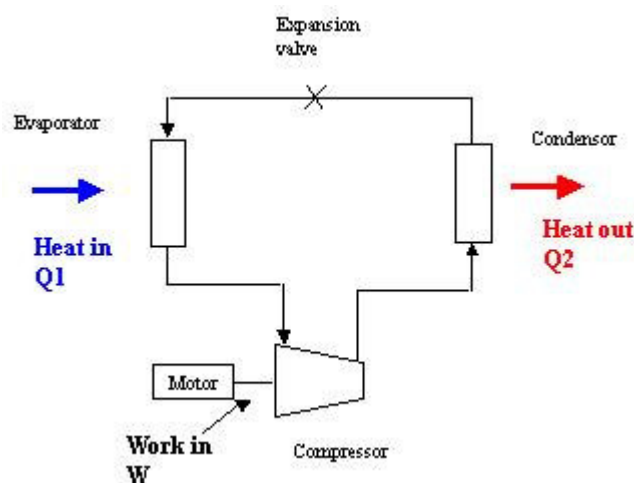 Expansion
valve
Evaporator
Condensor
Heat in
Q1
Heat out
Q2
Motor
Work in
W
Compressor